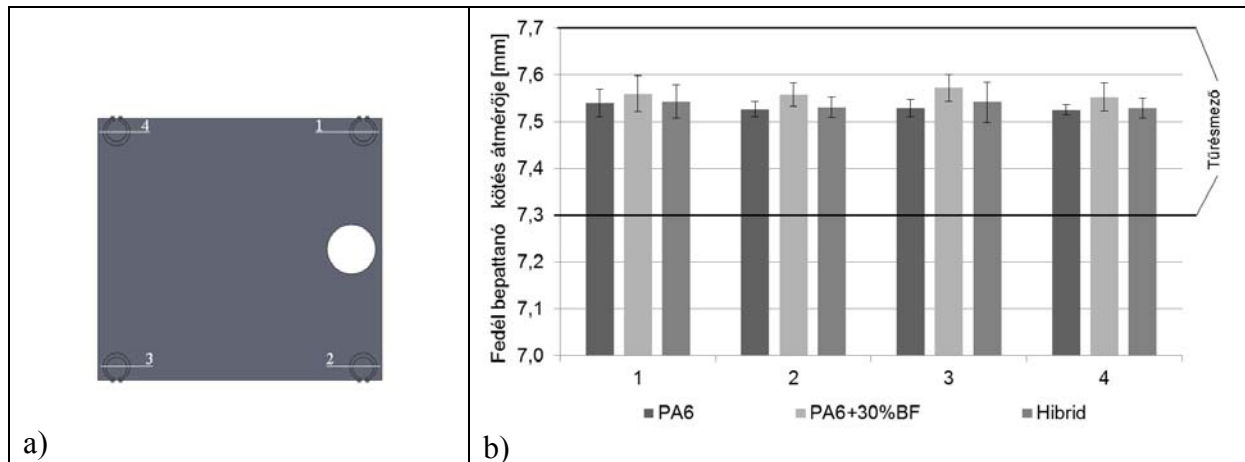 4
1
3
2
a)
Fedél bepattanó kötés átmérője [mm]
7,7
7,6
7,5
7,4
7,3
7,2
7,1
7,0
1
2
3
4
Tűrésmező
PA6
PA6+30%BF
Hibrid
b)